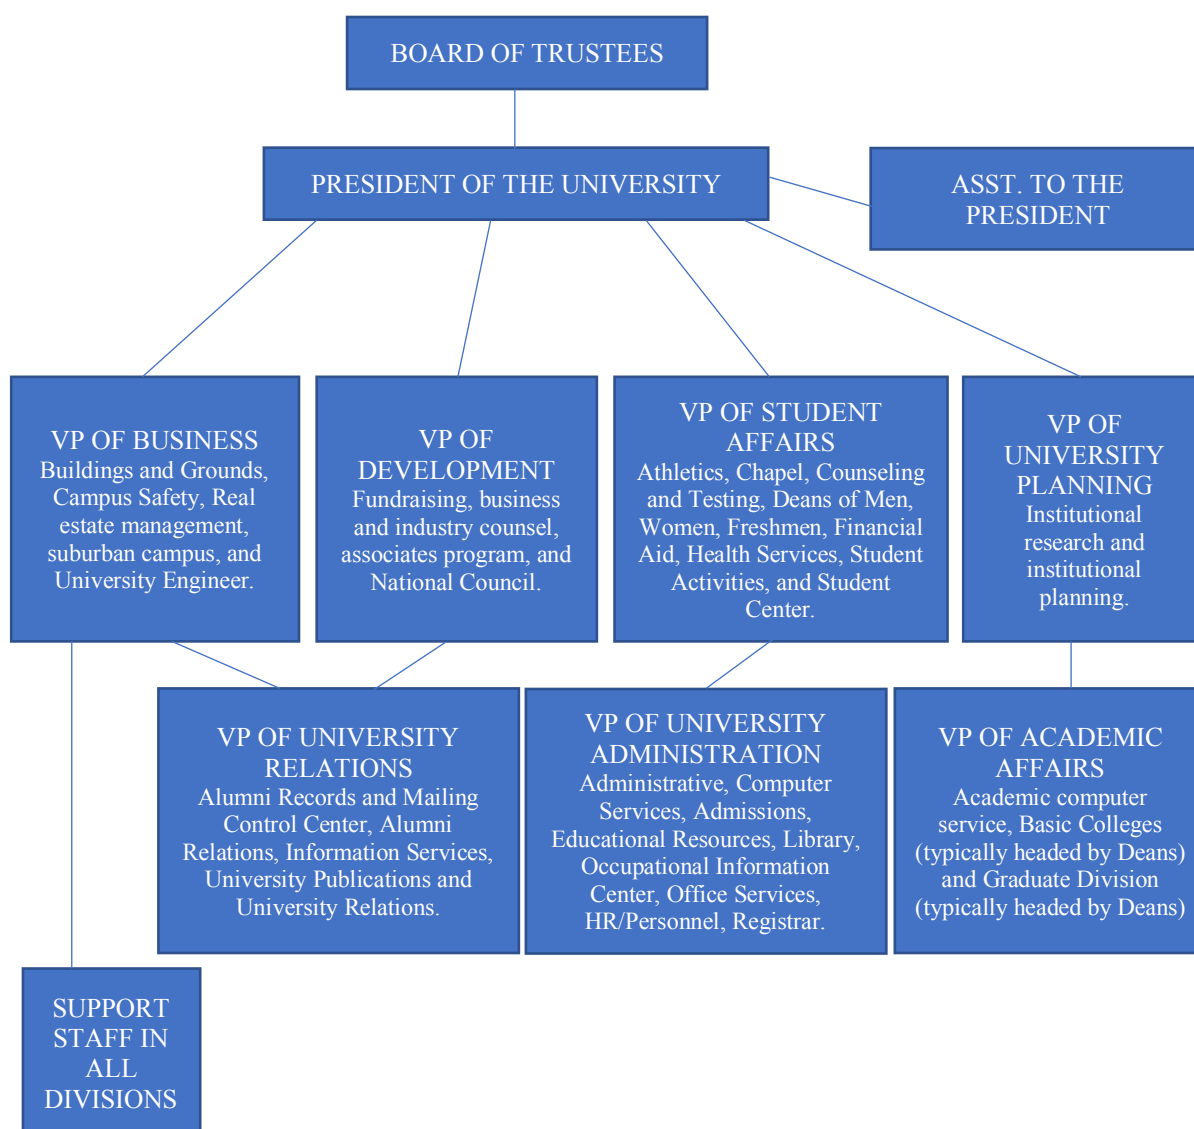 BOARD OF TRUSTEES
PRESIDENT OF THE UNIVERSITY
ASST. TO THE
PRESIDENT
VP OF BUSINESS
Buildings and Grounds,
Campus Safety, Real
estate management,
suburban campus, and
University Engineer.
VP OF
DEVELOPMENT
Fundraising, business
and industry counsel,
associates program, and
National Council.
VP OF STUDENT
AFFAIRS
Athletics, Chapel, Counseling
and Testing, Deans of Men,
Women, Freshmen, Financial
Aid, Health Services, Student
Activities, and Student
Center.
VP OF
UNIVERSITY
PLANNING
Institutional
research and
institutional
planning.
VP OF UNIVERSITY
RELATIONS
Alumni Records and Mailing
Control Center, Alumni
Relations, Information Services,
University Publications and
University Relations.
VP OF UNIVERSITY
ADMINISTRATION
Administrative, Computer
Services, Admissions,
Educational Resources, Library,
Occupational Information
Center, Office Services,
HR/Personnel, Registrar.
VP OF ACADEMIC
AFFAIRS
Academic computer
service, Basic Colleges
(typically headed by Deans)
and Graduate Division
(typically headed by Deans)
SUPPORT
STAFF IN
ALL
DIVISIONS